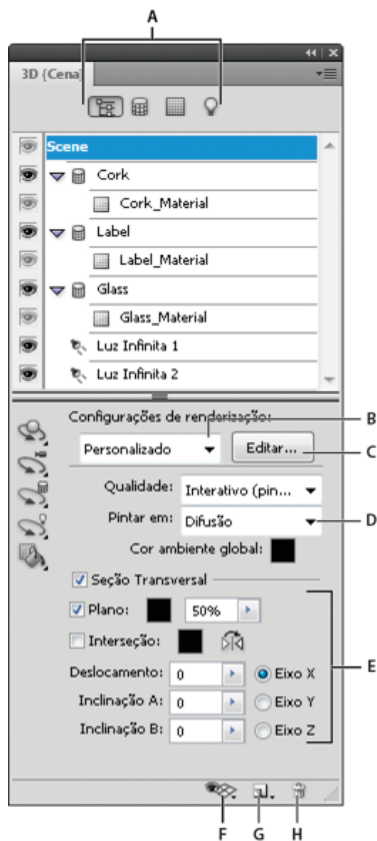 A
3D {Cena}
Scene
Cork
Cork_Material
Label
Label_Material
Glass
Glass_Material
Luz Infinita 1
Luz Infinita 2
Configurações de renderização:
B
Personalizado
Editar...
C
Qualidade:
Interativo (pin...
Pintar em:
Difusão
D
Cor ambiente global:
Seção Transversal
Plano:
50%
Interseção:
E
Deslocamento:
0
Eixo X
Inclinação A:
0
Eixo Y
Inclinação B:
0
Eixo Z
F
G
H